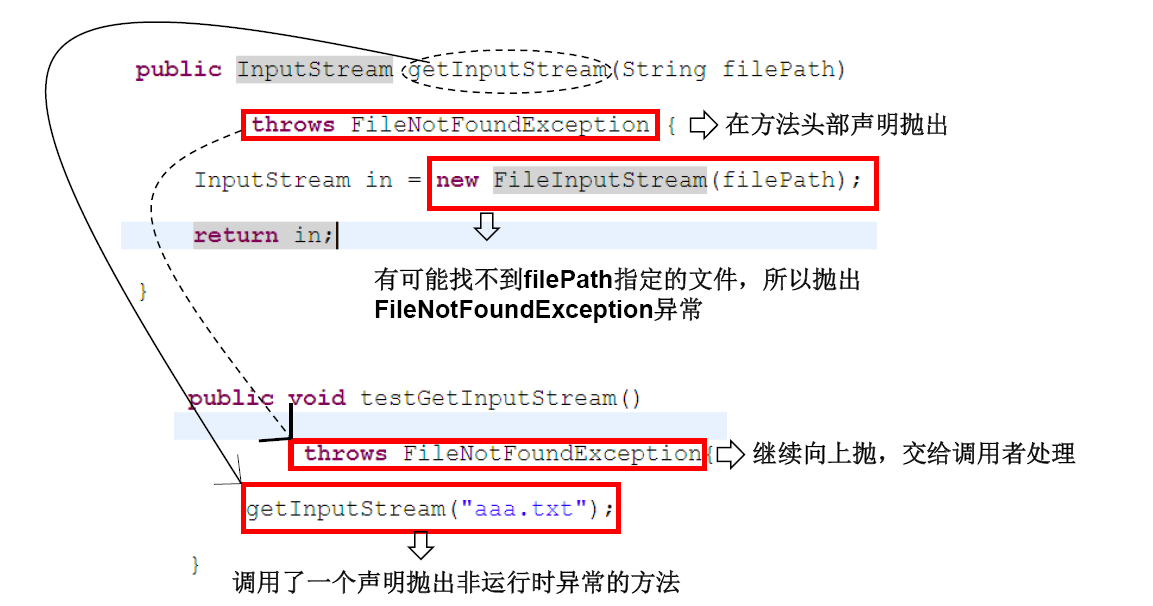 public InputStream getInputStream(String filePath)
throws FileNotFoundException { 在方法头部声明抛出
InputStream in = new FileInputStream(filePath);
return in;
有可能找不到filePath指定的文件，所以抛出
}
FileNotFoundException异常
public void testGetInputStream()
throws FileNotFoundException{ 继续向上抛，交给调用者处理
getInputStream("aaa.txt");
}
调用了一个声明抛出非运行时异常的方法